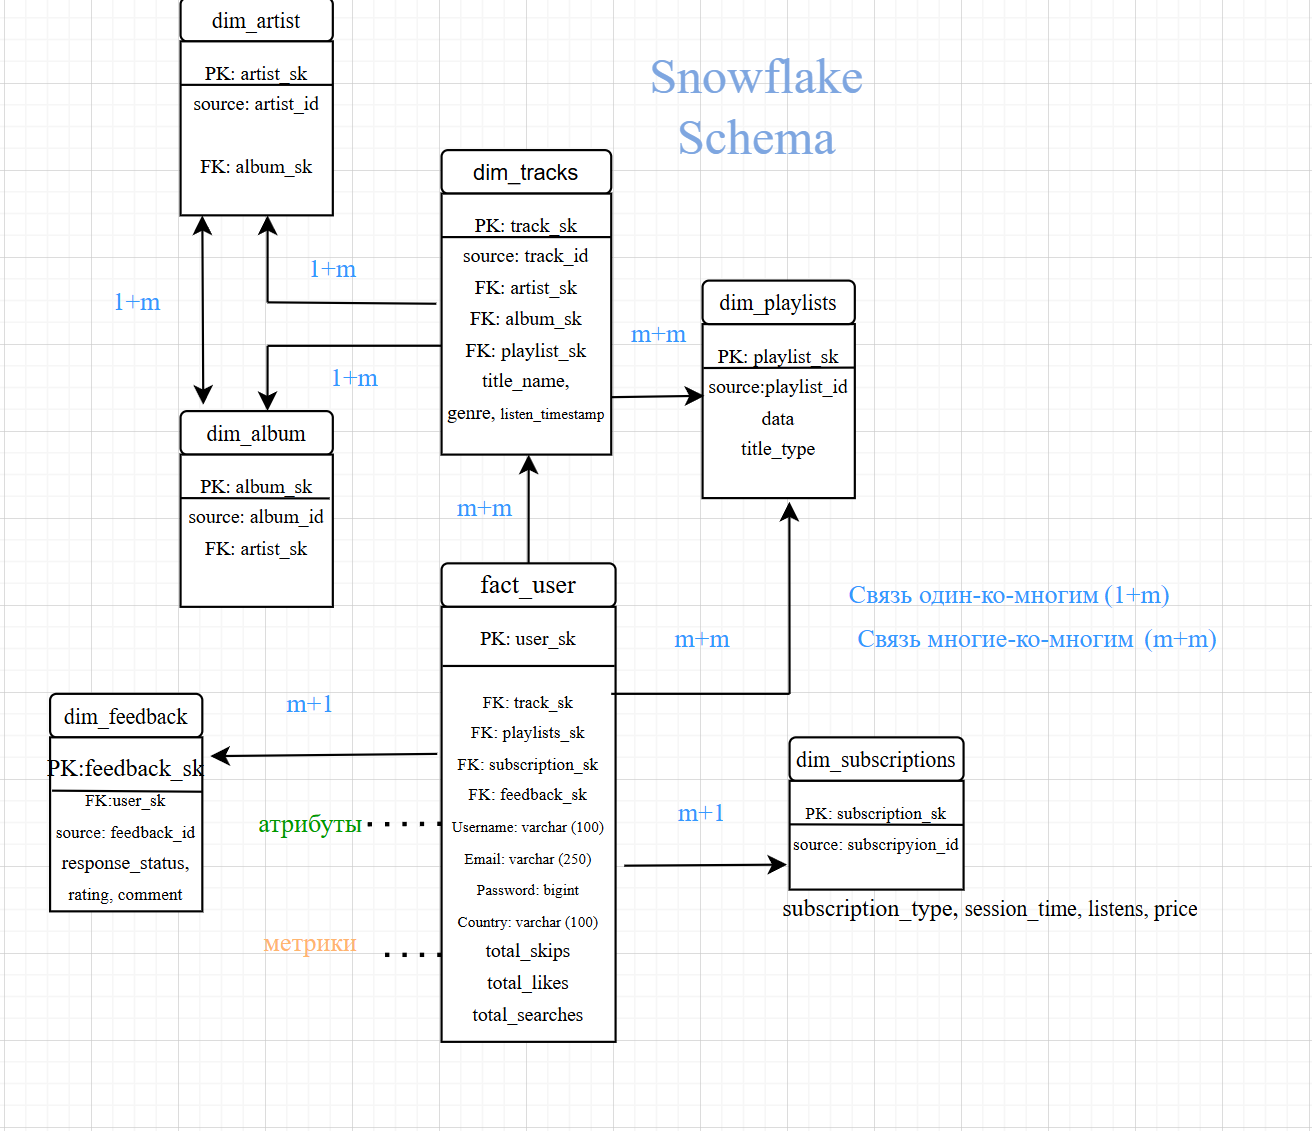 dim_artist
PK: artist_sk
source: artist_id
FK: album_sk
Snowflake
Schema
dim_tracks
PK: track_sk
source: track_id
FK: artist_sk
FK: album_sk
FK: playlist_sk
title_name,
genre, listen_timestamp
1+m
1+m
1+m
m+m
dim_playlists
PK: playlist_sk
source:playlist_id
data
title_type
dim_album
PK: album_sk
source: album_id
FK: artist_sk
m+m
fact_user
PK: user_sk
FK: track_sk
FK: playlists_sk
FK: subscription_sk
FK: feedback_sk
Username: varchar (100)
Email: varchar (250)
Password: bigint
Country: varchar (100)
total_skips
total_likes
total_searches
m+m
Связь один-ко-многим (1+m)
Связь многие-ко-многим (m+m)
m+1
dim_feedback
PK:feedback_sk
FK:user_sk
source: feedback_id
response_status,
rating, comment
атрибуты
метрики
m+1
dim_subscriptions
PK: subscription_sk
source: subscripyion_id
subscription_type, session_time, listens, price